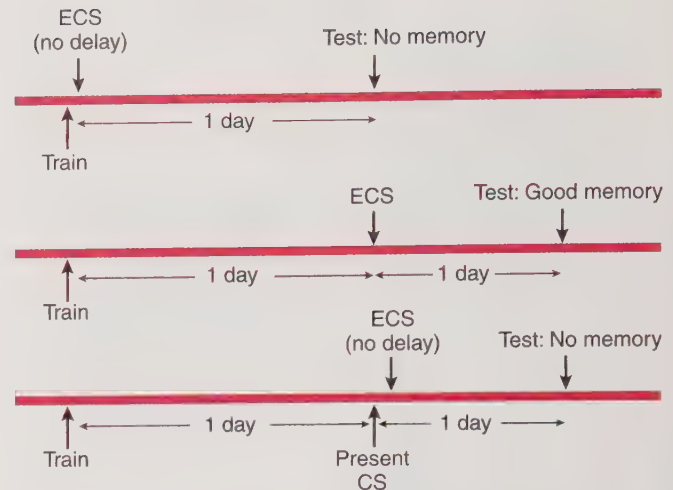 ECS
(no delay)
Test: No memory
1 day
Train
ECS
Test: Good memory
1 day
1 day
Train
ECS
(no delay)
Test: No memory
1 day
1 day
Train
Present
CS